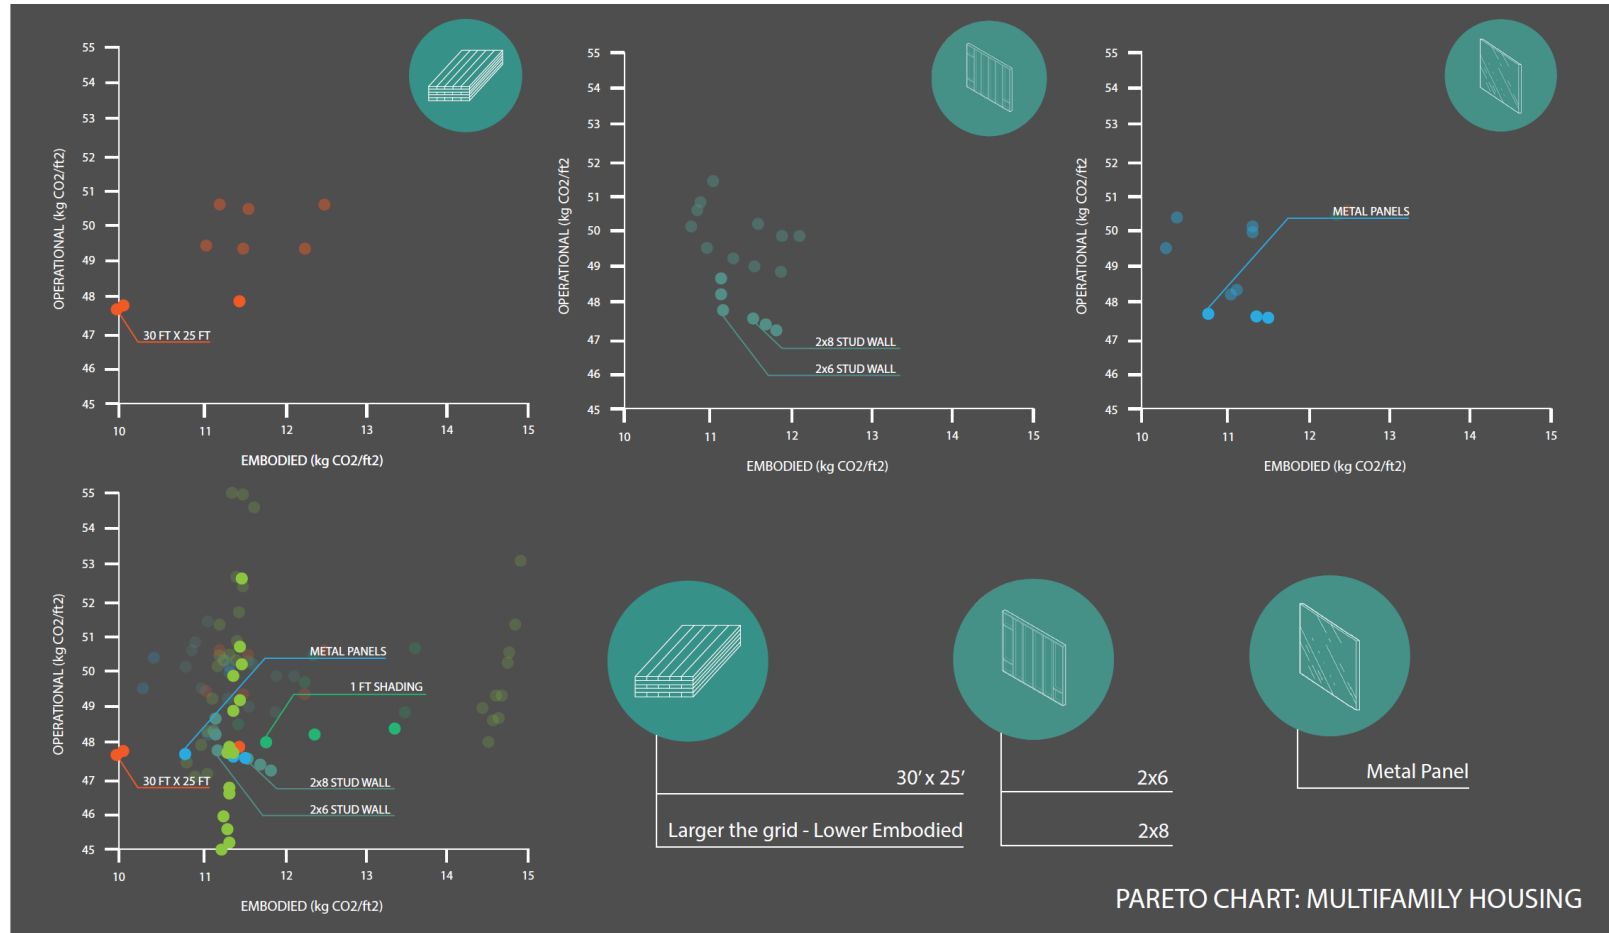 55
54
53
52
51
50
49
48
47
46
45
OPERATIONAL (kg CO2/ft2)
30 FT X 25 FT
10
11
12
13
14
15
EMBODIED (kg CO2/ft2)
55
54
53
52
51
50
49
48
47
46
45
OPERATIONAL (kg CO2/ft2
2x8 STUD WALL
2x6 STUD WALL
10
11
12
13
14
15
EMBODIED (kg CO2/ft2)
55
54
53
52
51
50
49
48
47
46
45
OPERATIONAL (kg CO2/ft2
METAL PANELS
10
11
12
13
14
15
EMBODIED (kg CO2/ft2)
55
54
53
52
51
50
49
48
47
46
45
OPERATIONAL (kg CO2/ft2)
METAL PANELS
1 FT SHADING
30 FT X 25 FT
2x8 STUD WALL
2x6 STUD WALL
10
11
12
13
14
15
EMBODIED (kg CO2/ft2)
30’ x 25’
Larger the grid - Lower Embodied
2x6
2x8
Metal Panel
PARETO CHART: MULTIFAMILY HOUSING